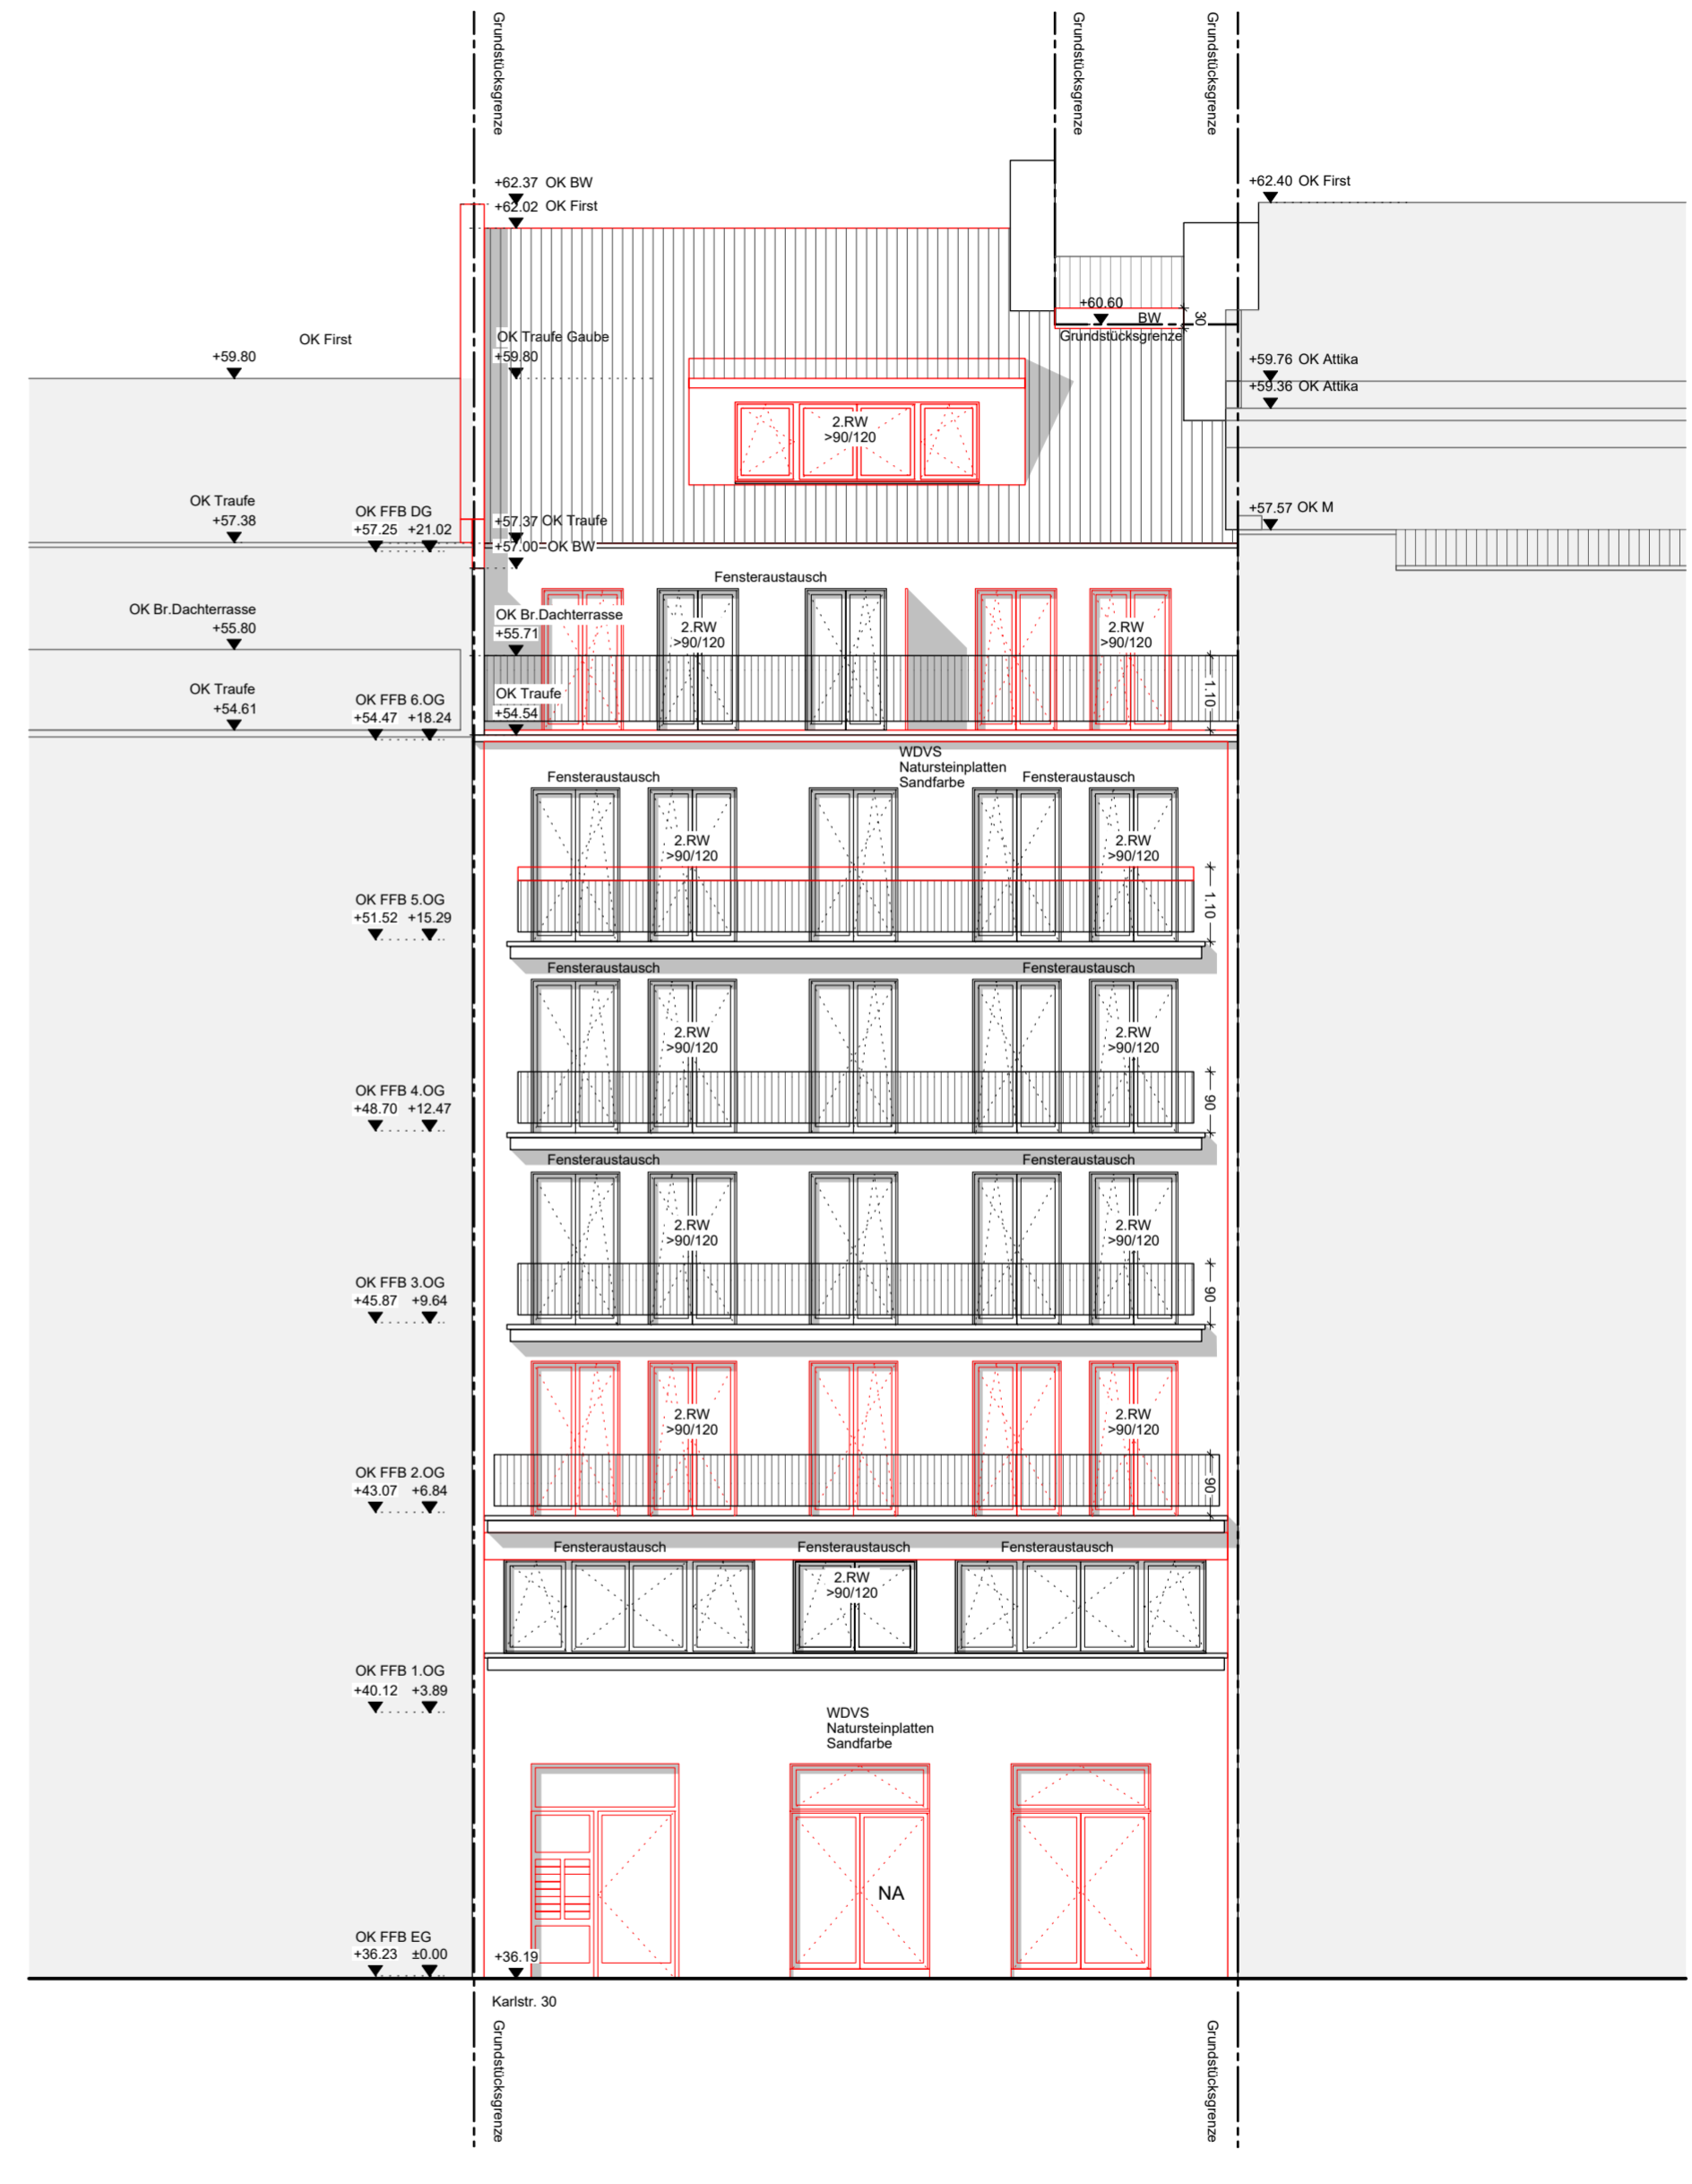 Grundstücksgrenze
Grundstücksgrenze
Grundstücksgrenze
+62.37 OK BW
+62.02 OK First
+62.40 OK First
+60.60
BW
30
Grundstücksgrenze
OK First
+59.80
OK Traufe Gaube
+59.80
+59.76 OK Attika
+59.36 OK Attika
2.RW
>90/120
OK Traufe
+57.38
OK FFB DG
+57.25 +21.02
+57.37 OK Traufe
+57.00=OK BW
+57.57 OK M
Fensteraustausch
OK Br.Dachterrasse
+55.80
OK Br.Dachterrasse
+55.71
2.RW
>90/120
2.RW
>90/120
1.10
OK Traufe
+54.61
OK FFB 6.OG
+54.47 +18.24
OK Traufe
+54.54
WDVS
Natursteinplatten
Sandfarbe
Fensteraustausch
Fensteraustausch
2.RW
>90/120
2.RW
>90/120
1.10
OK FFB 5.OG
+51.52 +15.29
Fensteraustausch
Fensteraustausch
2.RW
>90/120
2.RW
>90/120
90
OK FFB 4.OG
+48.70 +12.47
Fensteraustausch
Fensteraustausch
2.RW
>90/120
2.RW
>90/120
90
OK FFB 3.OG
+45.87 +9.64
2.RW
>90/120
2.RW
>90/120
90
OK FFB 2.OG
+43.07 +6.84
Fensteraustausch
Fensteraustausch
Fensteraustausch
2.RW
>90/120
OK FFB 1.OG
+40.12 +3.89
WDVS
Natursteinplatten
Sandfarbe
NA
OK FFB EG
+36.23 ±0.00
+36.19
Karlstr. 30
Grundstücksgrenze
Grundstücksgrenze